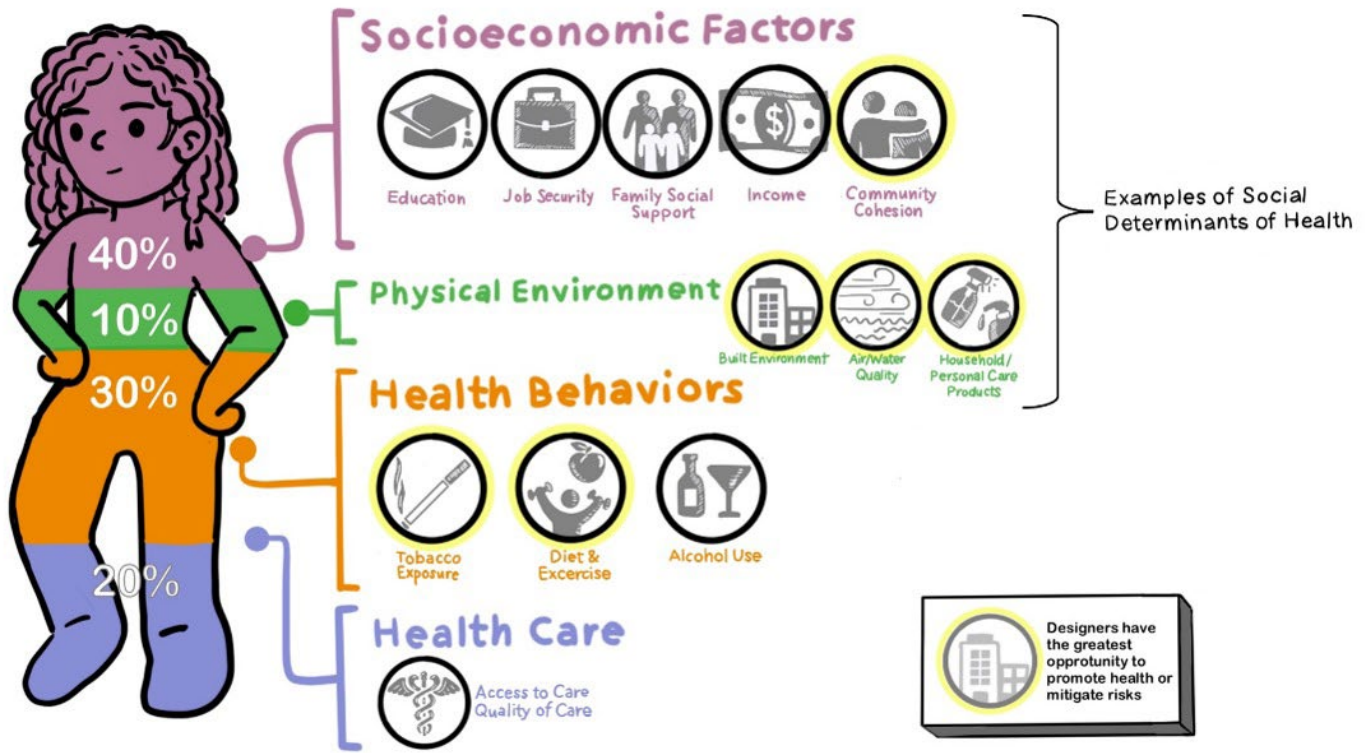 Socioeconomic Factors
Education
Job Security
Family Social
Support
Income
Community
Cohesion
Examples of Social
Determinants of Health
40%
10%
30%
20%
Physical Environment
Built Environment
Air/Water
Quality
Household/
Personal Care
Products
Health Behaviors
Tobacco
Exposure
Diet &
Excercise
Alcohol Use
Health Care
Access to Care
Quality of Care
Designers have
the greatest
opprotunity to
promote health or
mitigate risks